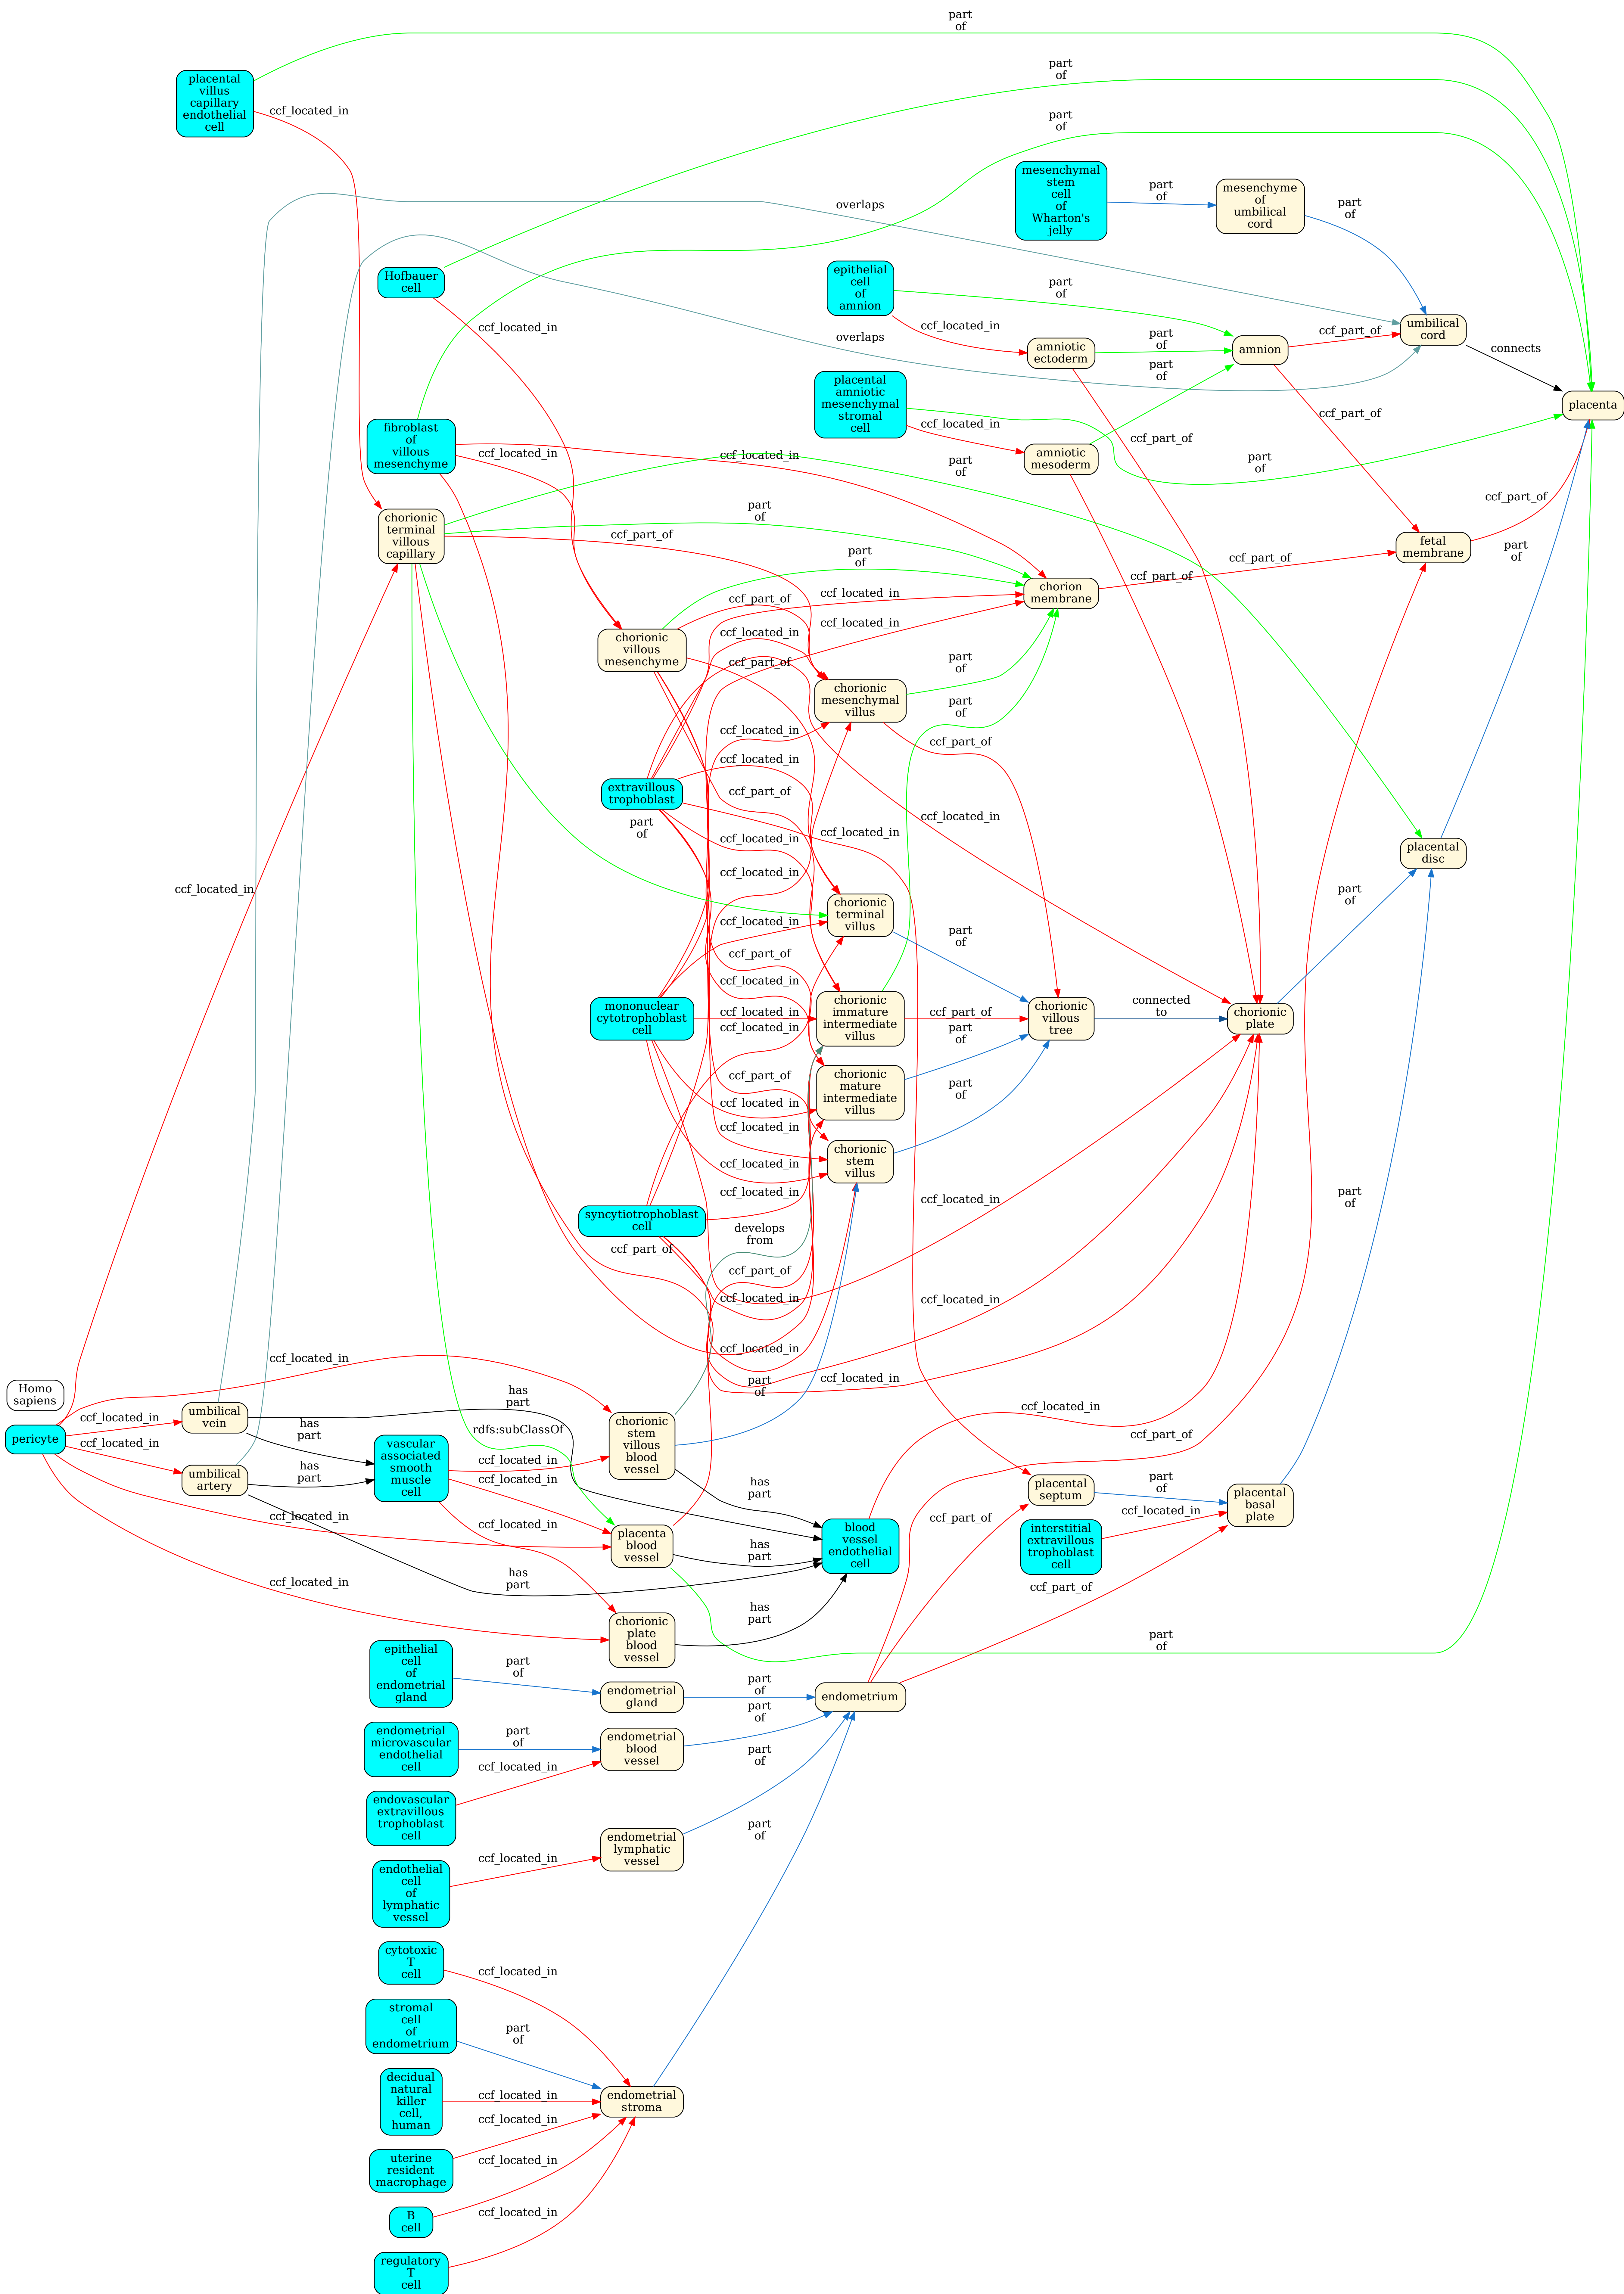 part
of
placental
villus
capillary
endothelial
cell
ccf_located_in
part
of
part
of
mesenchymal
stem
cell
of
Wharton's
jelly
part
of
mesenchyme
of
umbilical
cord
part
of
overlaps
Hofbauer
cell
ccf_located_in
epithelial
cell
of
amnion
part
of
ccf_located_in
overlaps
amniotic
ectoderm
part
of
part
of
amnion
ccf_part_of
umbilical
cord
connects
placenta
placental
amniotic
mesenchymal
stromal
cell
ccf_located_in
ccf_part_of
ccf_part_of
fibroblast
of
villous
mesenchyme
ccf_located_in
ccf_located_in
amniotic
mesoderm
part
of
part
of
chorionic
terminal
villous
capillary
part
of
ccf_part_of
ccf_part_of
fetal
membrane
ccf_part_of
part
of
part
of
ccf_part_of
ccf_part_of
chorion
membrane
ccf_located_in
ccf_located_in
chorionic
villous
mesenchyme
ccf_part_of
ccf_located_in
ccf_part_of
chorionic
mesenchymal
villus
part
of
part
of
ccf_located_in
ccf_part_of
ccf_located_in
extravillous
trophoblast
ccf_part_of
part
of
ccf_located_in
ccf_located_in
ccf_located_in
ccf_located_in
placental
disc
ccf_located_in
part
of
chorionic
terminal
villus
ccf_located_in
part
of
ccf_part_of
ccf_located_in
mononuclear
cytotrophoblast
cell
ccf_located_in
ccf_located_in
chorionic
immature
intermediate
villus
ccf_part_of
part
of
chorionic
villous
tree
connected
to
chorionic
plate
ccf_part_of
ccf_located_in
ccf_located_in
chorionic
mature
intermediate
villus
part
of
ccf_located_in
ccf_located_in
chorionic
stem
villus
ccf_located_in
part
of
syncytiotrophoblast
cell
develops
from
ccf_part_of
ccf_part_of
ccf_located_in
ccf_located_in
ccf_located_in
ccf_located_in
part
of
ccf_located_in
Homo
sapiens
pericyte
ccf_located_in
ccf_located_in
umbilical
vein
umbilical
artery
has
part
has
part
has
part
rdfs:subClassOf
vascular
associated
smooth
muscle
cell
ccf_located_in
ccf_located_in
ccf_located_in
ccf_located_in
chorionic
stem
villous
blood
vessel
has
part
ccf_located_in
ccf_part_of
placental
septum
part
of
ccf_located_in
placental
basal
plate
ccf_part_of
interstitial
extravillous
trophoblast
cell
placenta
blood
vessel
has
part
blood
vessel
endothelial
cell
ccf_located_in
has
part
has
part
ccf_part_of
chorionic
plate
blood
vessel
part
of
epithelial
cell
of
endometrial
gland
part
of
endometrial
gland
part
of
endometrium
endometrial
microvascular
endothelial
cell
part
of
endometrial
blood
vessel
part
of
part
of
ccf_located_in
endovascular
extravillous
trophoblast
cell
endometrial
lymphatic
vessel
part
of
ccf_located_in
endothelial
cell
of
lymphatic
vessel
cytotoxic
T
cell
ccf_located_in
stromal
cell
of
endometrium
part
of
decidual
natural
killer
cell,
human
ccf_located_in
endometrial
stroma
ccf_located_in
uterine
resident
macrophage
ccf_located_in
B
cell
ccf_located_in
regulatory
T
cell